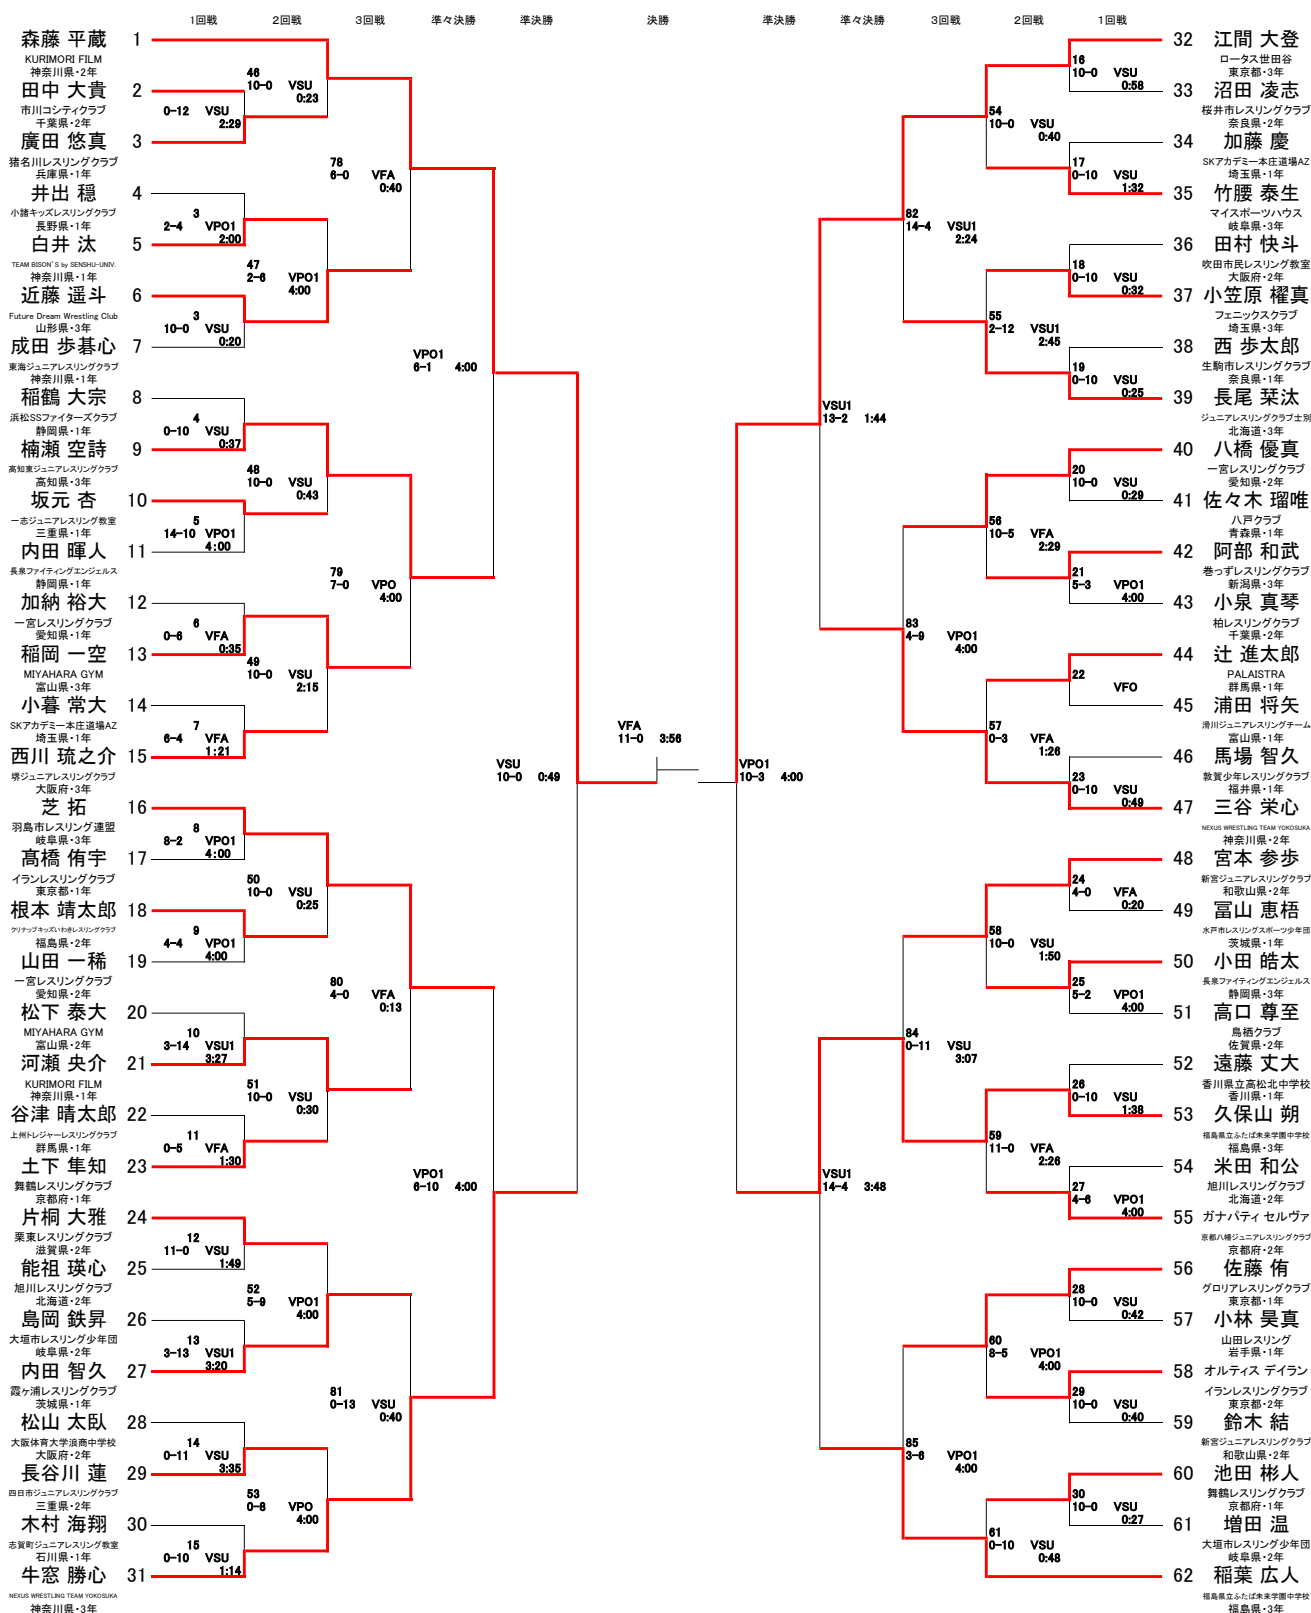 1回戦 2回戦 3回戦 準々決勝 準決勝 決勝 準決勝 準々決勝 3回戦 2回戦 1回戦
森藤 平蔵 1
KURIMORI FILM
神奈川県・2年
田中 大貴 2
市川コシティクラブ
千葉県・2年
廣田 悠真 3
猪名川レスリングクラブ
兵庫県・1年
井出 穏 4
小諸キッズレスリングクラブ
長野県・1年
白井 汰 5
TEAM BISON'S by SENSHU-UNIV.
神奈川県・1年
近藤 遥斗 6
Future Dream Wrestling Club
山形県・3年
成田 歩碁心 7
東海ジュニアレスリングクラブ
神奈川県・1年
稲鶴 大宗 8
浜松SSファイターズクラブ
静岡県・1年
楠瀬 空詩 9
高知東ジュニアレスリングクラブ
高知県・3年
坂元 杏 10
一志ジュニアレスリング教室
三重県・1年
内田 暉人 11
長泉ファイティングエンジェルス
静岡県・1年
加納 裕大 12
一宮レスリングクラブ
愛知県・1年
稲岡 一空 13
MIYAHARA GYM
富山県・3年
小暮 常大 14
SKアカデミー本庄道場AZ
埼玉県・1年
西川 琉之介 15
堺ジュニアレスリングクラブ
大阪府・3年
芝 拓 16
羽島市レスリング連盟
岐阜県・3年
髙橋 侑宇 17
イランレスリングクラブ
東京都・1年
根本 靖太郎 18
クリナップキッズいわきレスリングクラブ
福島県・2年
山田 一稀 19
一宮レスリングクラブ
愛知県・2年
松下 泰大 20
MIYAHARA GYM
富山県・2年
河瀬 央介 21
KURIMORI FILM
神奈川県・1年
谷津 晴太郎 22
上州トレジャーレスリングクラブ
群馬県・1年
土下 隼知 23
舞鶴レスリングクラブ
京都府・1年
片桐 大雅 24
栗東レスリングクラブ
滋賀県・2年
能祖 瑛心 25
旭川レスリングクラブ
北海道・2年
島岡 鉄昇 26
大垣市レスリング少年団
岐阜県・2年
内田 智久 27
霞ヶ浦レスリングクラブ
茨城県・1年
松山 太臥 28
大阪体育大学浪商中学校
大阪府・2年
長谷川 蓮 29
四日市ジュニアレスリングクラブ
三重県・2年
木村 海翔 30
志賀町ジュニアレスリング教室
石川県・1年
牛窓 勝心 31
NEXUS WRESTLING TEAM YOKOSUKA
神奈川県・3年
0-12 VSU
2:29
3
2-4 VPO1
2:00
3
10-0 VSU
0:20
4
0-10 VSU
0:37
5
14-10 VPO1
4:00
6
0-6 VFA
0:35
7
6-4 VFA
1:21
8
8-2 VPO1
4:00
9
4-4 VPO1
4:00
10
3-14 VSU1
3:27
11
0-5 VFA
1:30
12
11-0 VSU
1:49
13
3-13 VSU1
3:20
14
0-11 VSU
3:35
15
0-10 VSU
1:14
46
10-0 VSU
0:23
47
2-6 VPO1
4:00
48
10-0 VSU
0:43
49
10-0 VSU
2:15
50
10-0 VSU
0:25
51
10-0 VSU
0:30
52
5-9 VPO1
4:00
53
0-8 VPO
4:00
78
6-0 VFA
0:40
79
7-0 VPO
4:00
80
4-0 VFA
0:13
81
0-13 VSU
0:40
VPO1
6-1 4:00
VPO1
6-10 4:00
VSU
10-0 0:49
VFA
11-0 3:56
VPO1
10-3 4:00
VSU1
13-2 1:44
VSU1
14-4 3:48
82
14-4 VSU1
2:24
83
4-9 VPO1
4:00
84
0-11 VSU
3:07
85
3-6 VPO1
4:00
54
10-0 VSU
0:40
55
2-12 VSU1
2:45
56
10-5 VFA
2:29
57
0-3 VFA
1:26
58
10-0 VSU
1:50
59
11-0 VFA
2:26
60
8-5 VPO1
4:00
61
0-10 VSU
0:48
16
10-0 VSU
0:58
17
0-10 VSU
1:32
18
0-10 VSU
0:32
19
0-10 VSU
0:25
20
10-0 VSU
0:29
21
5-3 VPO1
4:00
22
VFO
23
0-10 VSU
0:49
24
4-0 VFA
0:20
25
5-2 VPO1
4:00
26
0-10 VSU
1:38
27
4-6 VPO1
4:00
28
10-0 VSU
0:42
29
10-0 VSU
0:40
30
10-0 VSU
0:27
32 江間 大登
ロータス世田谷
東京都・3年
33 沼田 凌志
桜井市レスリングクラブ
奈良県・2年
34 加藤 慶
SKアカデミー本庄道場AZ
埼玉県・1年
35 竹腰 泰生
マイスポーツハウス
岐阜県・3年
36 田村 快斗
吹田市民レスリング教室
大阪府・2年
37 小笠原 櫂真
フェニックスクラブ
埼玉県・3年
38 西 歩太郎
生駒市レスリングクラブ
奈良県・1年
39 長尾 栞汰
ジュニアレスリングクラブ士別
北海道・3年
40 八橋 優真
一宮レスリングクラブ
愛知県・2年
41 佐々木 瑠唯
八戸クラブ
青森県・1年
42 阿部 和武
巻っずレスリングクラブ
新潟県・3年
43 小泉 真琴
柏レスリングクラブ
千葉県・2年
44 辻 進太郎
PALAISTRA
群馬県・1年
45 浦田 将矢
滑川ジュニアレスリングチーム
富山県・1年
46 馬場 智久
敦賀少年レスリングクラブ
福井県・1年
47 三谷 栄心
NEXUS WRESTLING TEAM YOKOSUKA
神奈川県・2年
48 宮本 参歩
新宮ジュニアレスリングクラブ
和歌山県・2年
49 冨山 恵梧
水戸市レスリングスポーツ少年団
茨城県・1年
50 小田 皓太
長泉ファイティングエンジェルス
静岡県・3年
51 高口 尊至
鳥栖クラブ
佐賀県・2年
52 遠藤 丈大
香川県立高松北中学校
香川県・1年
53 久保山 朔
福島県立ふたば未来学園中学校
福島県・3年
54 米田 和公
旭川レスリングクラブ
北海道・2年
55 ガナパティ セルヴァ
京都八幡ジュニアレスリングクラブ
京都府・2年
56 佐藤 侑
グロリアレスリングクラブ
東京都・1年
57 小林 昊真
山田レスリング
岩手県・1年
58 オルティス デイラン
イランレスリングクラブ
東京都・2年
59 鈴木 結
新宮ジュニアレスリングクラブ
和歌山県・2年
60 池田 彬人
舞鶴レスリングクラブ
京都府・1年
61 増田 温
大垣市レスリング少年団
岐阜県・2年
62 稲葉 広人
福島県立ふたば未来学園中学校
福島県・3年